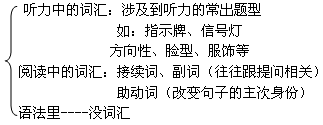 听力中的词汇：涉及到听力的常出题型
如：指示牌、信号灯
方向性、脸型、服饰等
阅读中的词汇：接续词、副词（往往跟提问相关）
助动词（改变句子的主次身份）
语法里----没词汇